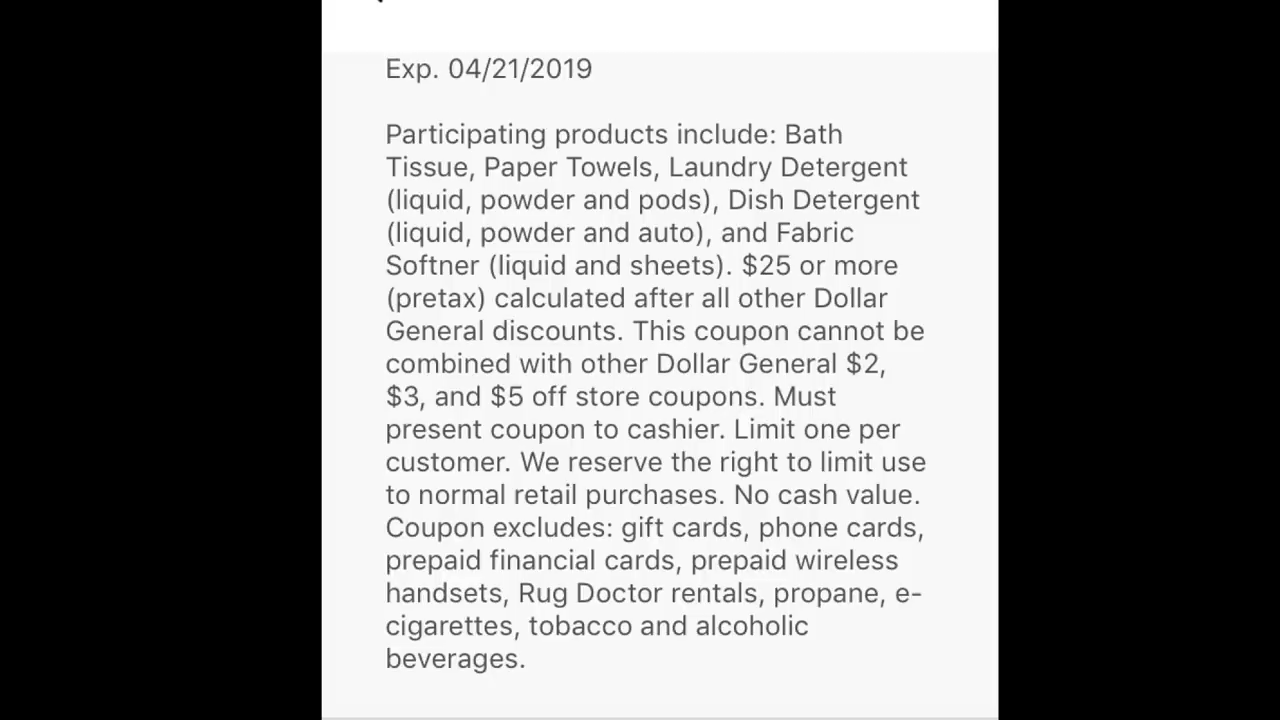 Exp. 04/21/2019
Participating products include: Bath
Tissue, Paper Towels, Laundry Detergent
(liquid, powder and pods), Dish Detergent
(liquid, powder and auto), and Fabric
Softner (liquid and sheets). $25 or more
(pretax) calculated after all other Dollar
General discounts. This coupon cannot be
combined with other Dollar General $2,
$3, and $5 off store coupons. Must
present coupon to cashier. Limit one per
customer. We reserve the right to limit use
to normal retail purchases. No cash value.
Coupon excludes: gift cards, phone cards,
prepaid financial cards, prepaid wireless
handsets, Rug Doctor rentals, propane, e-
cigarettes, tobacco and alcoholic
beverages.